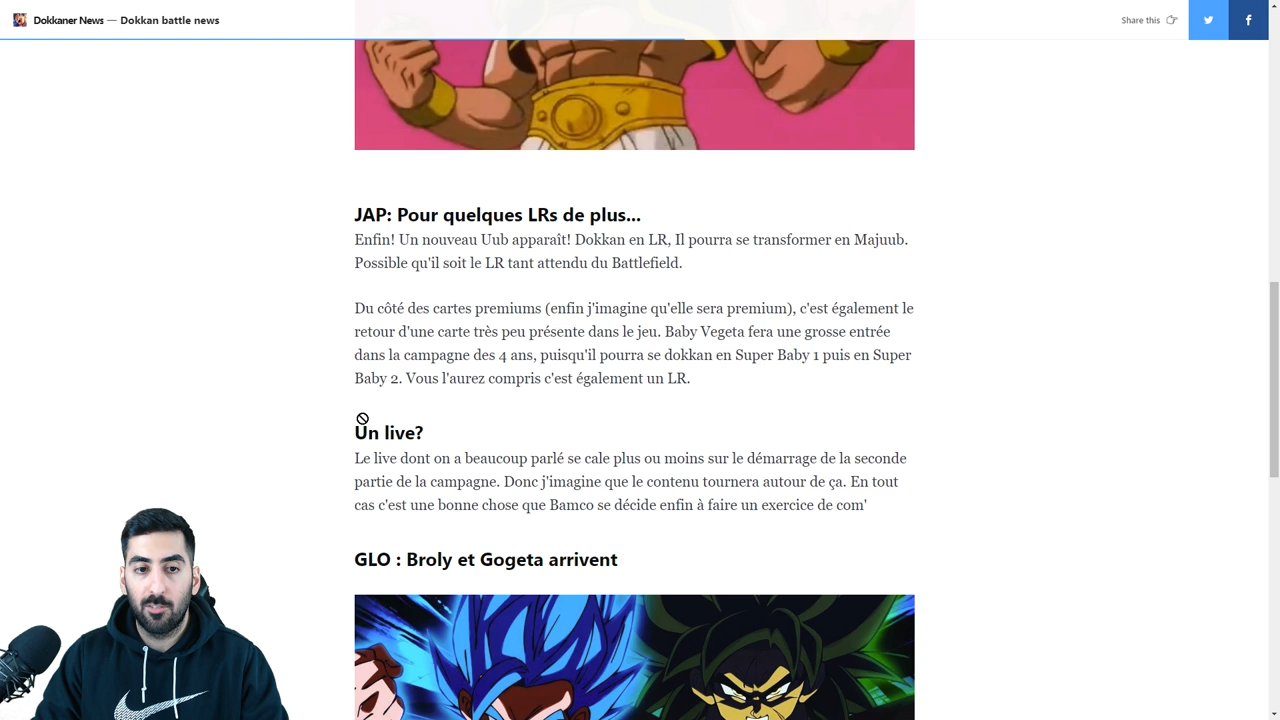 Dokkaner News — Dokkan battle news
Share this
JAP: Pour quelques LRs de plus...
Enfin! Un nouveau Uub apparaît! Dokkan en LR, Il pourra se transformer en Majuub.
Possible qu'il soit le LR tant attendu du Battlefield.
Du côté des cartes premiums (enfin j'imagine qu'elle sera premium), c'est également le
retour d'une carte très peu présente dans le jeu. Baby Vegeta fera une grosse entrée
dans la campagne des 4 ans, puisqu'il pourra se dokkan en Super Baby 1 puis en Super
Baby 2. Vous l'aurez compris c'est également un LR.
Un live?
Le live dont on a beaucoup parlé se cale plus ou moins sur le démarrage de la seconde
partie de la campagne. Donc j'imagine que le contenu tournera autour de ça. En tout
cas c'est une bonne chose que Bamco se décide enfin à faire un exercice de com'
GLO : Broly et Gogeta arrivent